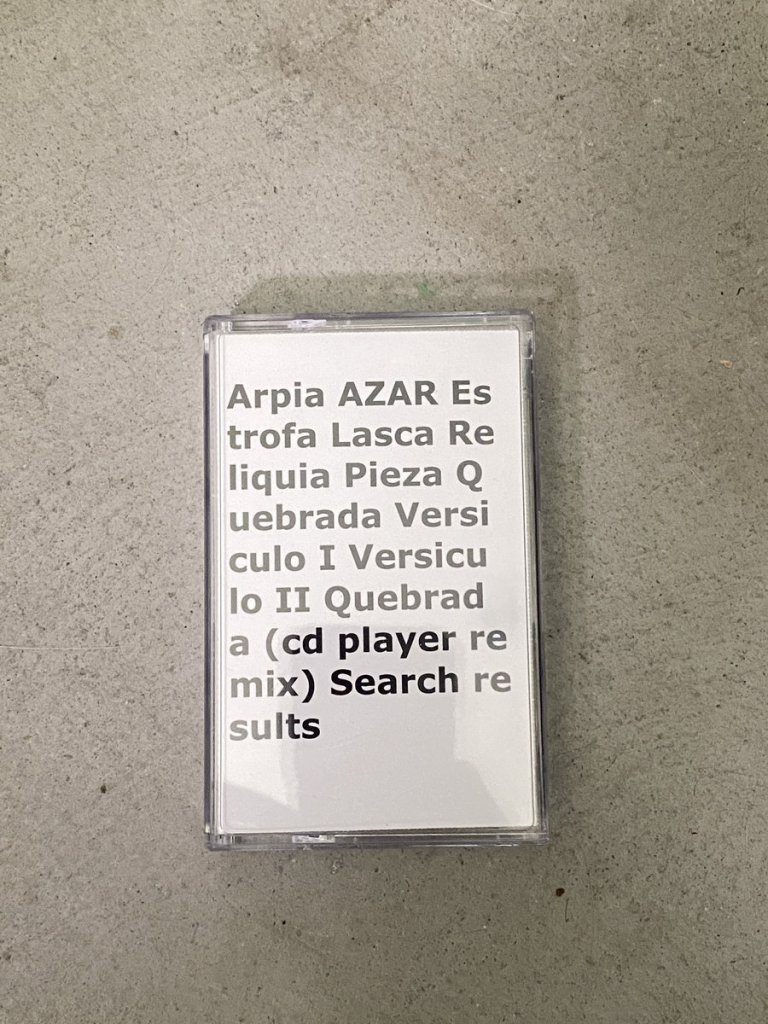 Arpia AZAR Es
trofa Lasca Re
liquia Pieza Q
uebrada Versi
culo I Versicu
lo II Quebrad
a (cd player re
mix) Search re
sults